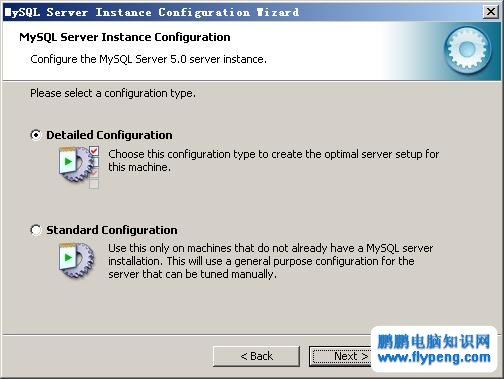 MySQL Server Instance Configuration Wizard
MySQL Server Instance Configuration
Configure the MySQL Server 5.0 server instance.
Please select a configuration type.
Detailed Configuration
Choose this configuration type to create the optimal server setup for
this machine.
Standard Configuration
Use this only on machines that do not already have a MySQL server
installation. This will use a general purpose configuration for the
server that can be tuned manually.
< Back
Next >
鹏鹏电脑知识网
www.flypeng.com